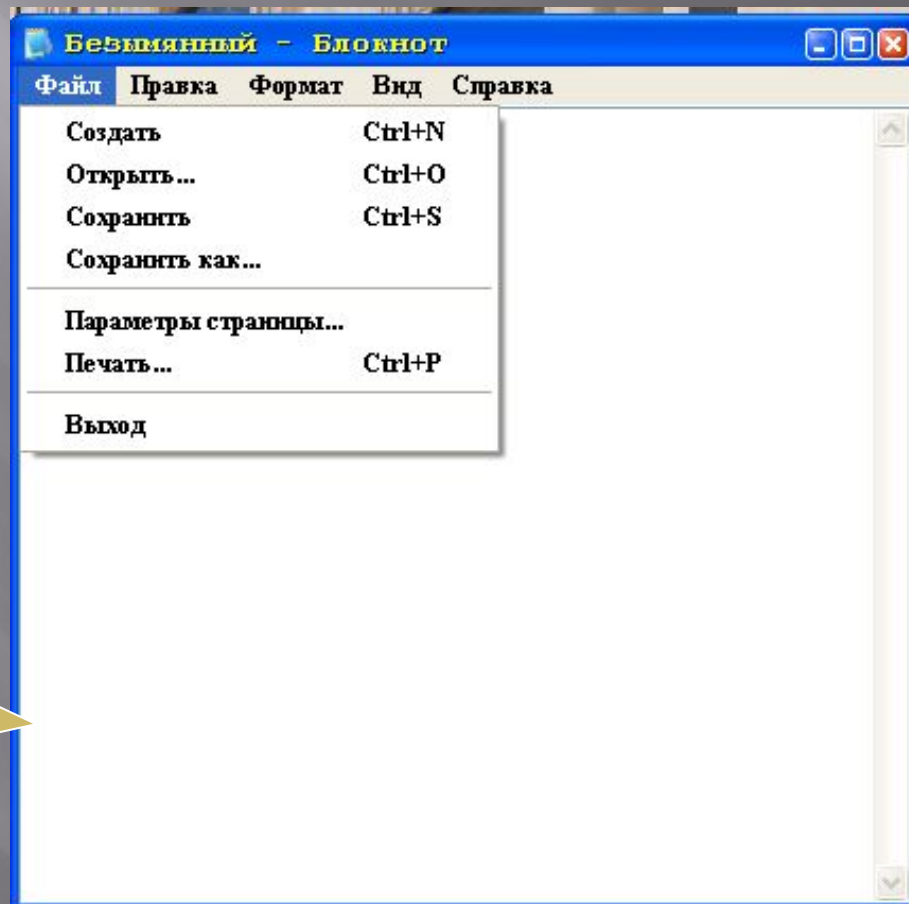 Безымянный - Блокнот
Файл Правка Формат Вид Справка
Создать Ctrl+N
Открыть... Ctrl+O
Сохранить Ctrl+S
Сохранить как...
Параметры страницы...
Печать... Ctrl+P
Выход